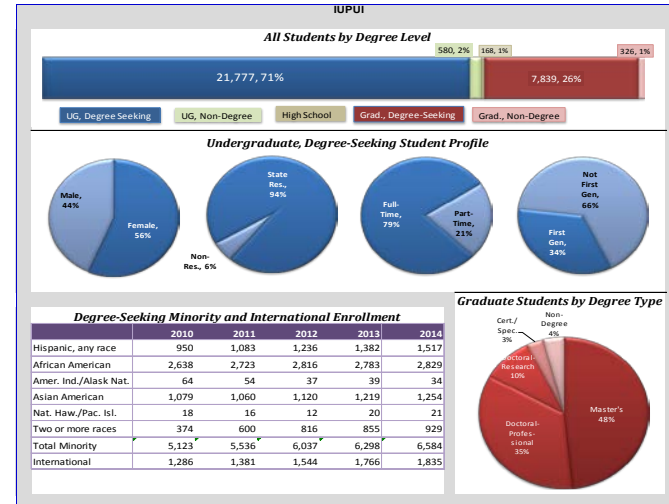 IUPUI
All Students by Degree Level
580, 2%
168, 1%
326, 1%
21,777, 71%
7,839, 26%
UG, Degree Seeking
UG, Non-Degree
High School
Grad., Degree-Seeking
Grad., Non-Degree
Undergraduate, Degree-Seeking Student Profile
Male,
44%
Female,
56%
State
Res.,
94%
Non-
Res., 6%
Full-
Time,
79%
Part-
Time,
21%
Not
First
Gen,
66%
First
Gen,
34%
Degree-Seeking Minority and International Enrollment
2010 2011 2012 2013 2014
Hispanic, any race 950 1,083 1,236 1,382 1,517
African American 2,638 2,723 2,816 2,783 2,829
Amer. Ind./Alask Nat. 64 54 37 39 34
Asian American 1,079 1,060 1,120 1,219 1,254
Nat. Haw./Pac. Isl. 18 16 12 20 21
Two or more races 374 600 816 855 929
Total Minority 5,123 5,536 6,037 6,298 6,584
International 1,286 1,381 1,544 1,766 1,835
Graduate Students by Degree Type
Cert./
Spec.
3%
Non-
Degree
4%
Doctoral-
Research
10%
Master's
48%
Doctoral-
Profes-
sional
35%